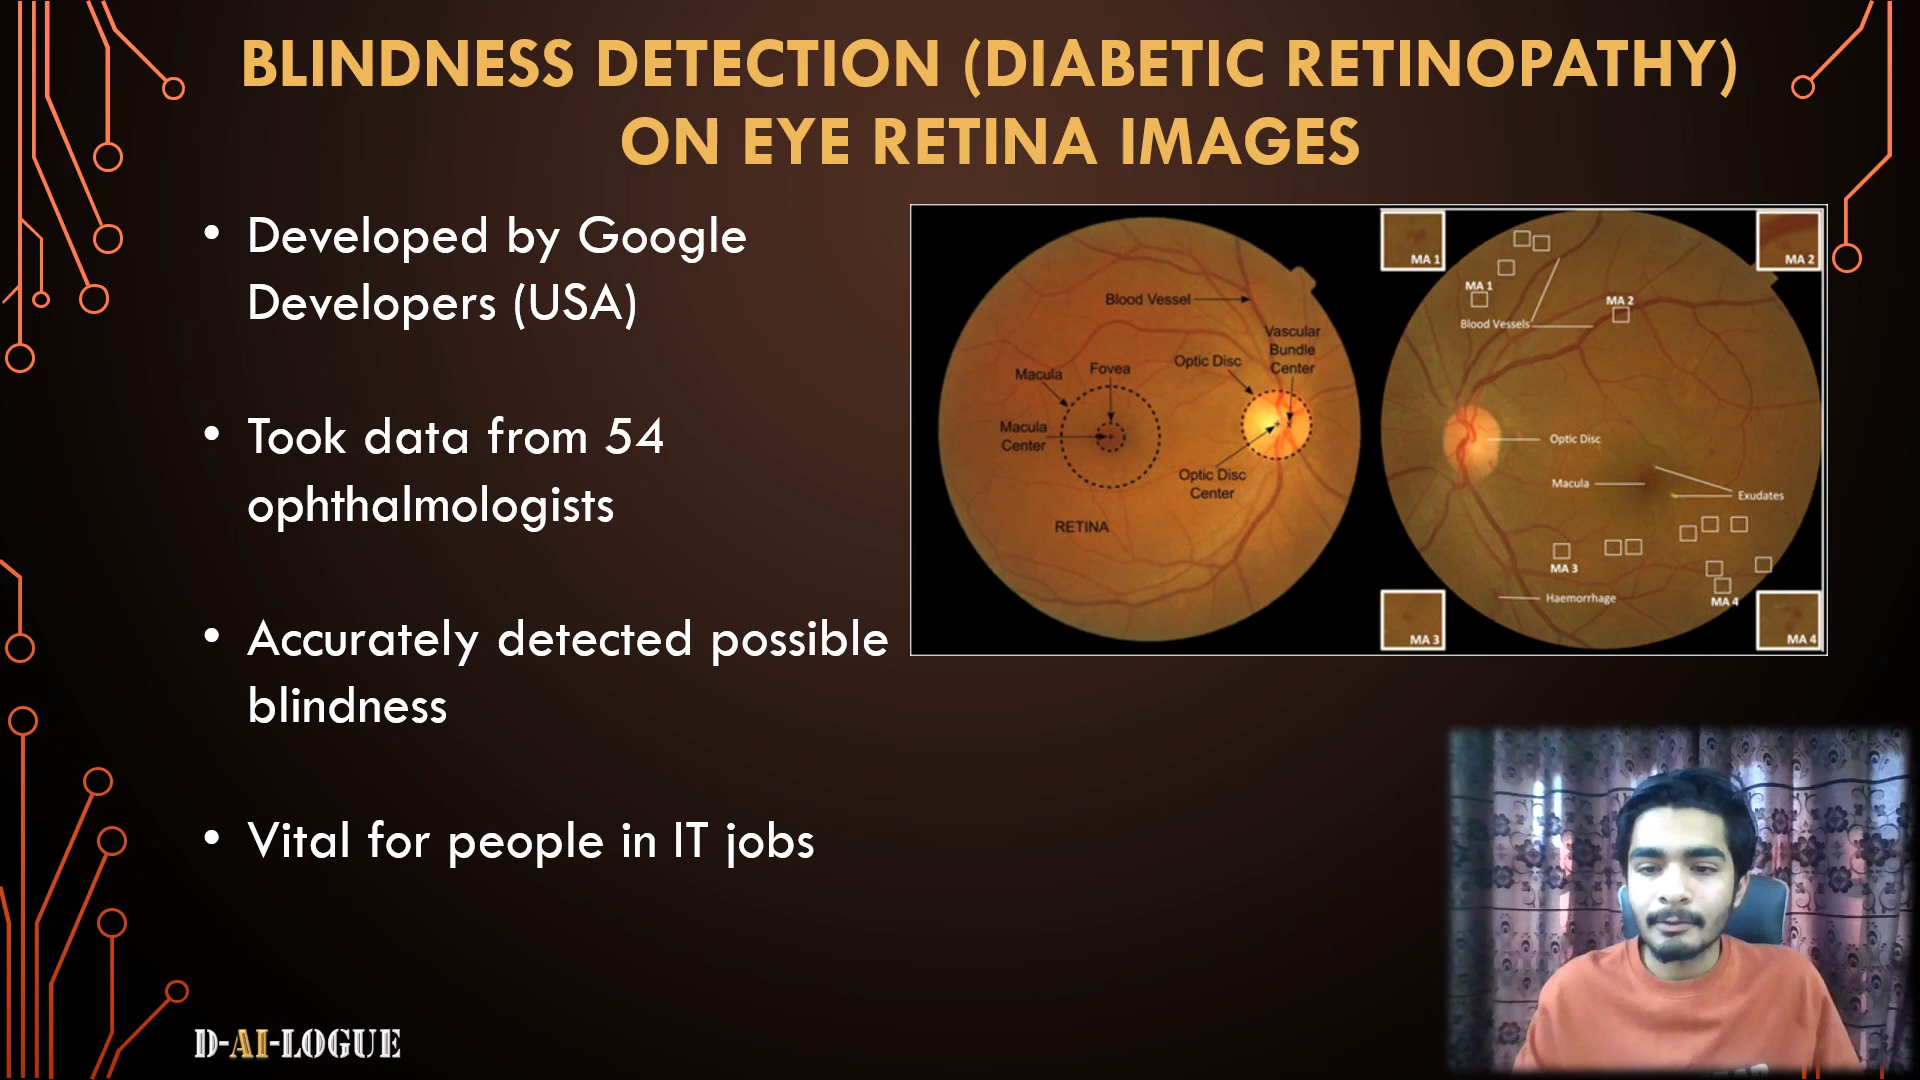 BLINDNESS DETECTION (DIABETIC RETINOPATHY)
ON EYE RETINA IMAGES
• Developed by Google
Developers (USA)
• Took data from 54
ophthalmologists
• Accurately detected possible
blindness
• Vital for people in IT jobs
Blood Vessel
Vascular
Bundle
Center
Optic Disc
Macula
Fovea
Macula
Center
Optic Disc
Center
RETINA
MA 1
MA 2
MA 1
MA 2
Blood Vessels
Optic Disc
Macula
Exudates
MA 3
MA 4
Haemorrhage
MA 3
MA 4
D-AI-LOGUE